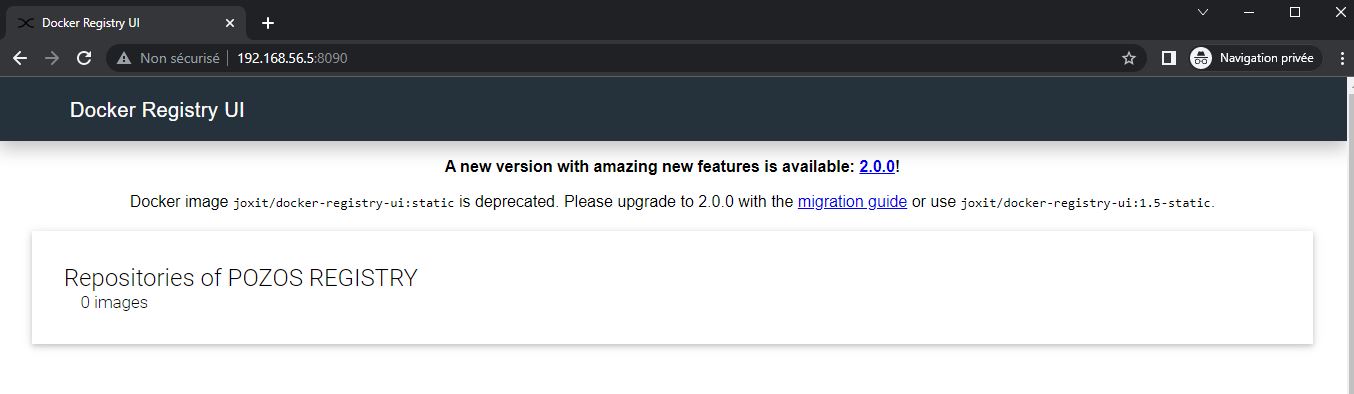 Docker Registry UI
Non sécurisé 192.168.56.5:8090 Navigation privée
Docker Registry UI
A new version with amazing new features is available: 2.0.0!
Docker image joxit/docker-registry-ui:static is deprecated. Please upgrade to 2.0.0 with the migration guide or use joxit/docker-registry-ui:1.5-static.
Repositories of POZOS REGISTRY
0 images